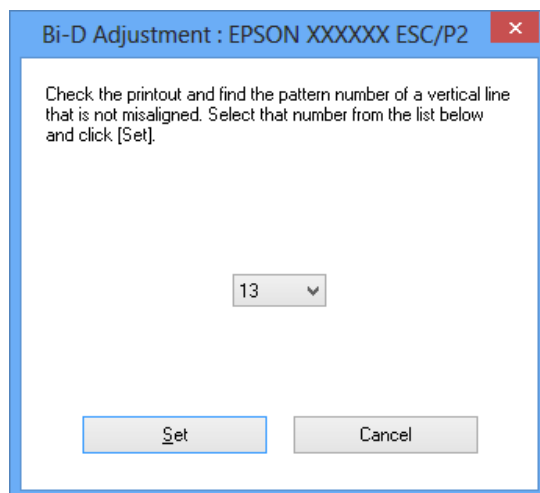 Bi-D Adjustment : EPSON XXXXXX ESC/P2
Check the printout and find the pattern number of a vertical line
that is not misaligned. Select that number from the list below
and click [Set].
13
Set
Cancel